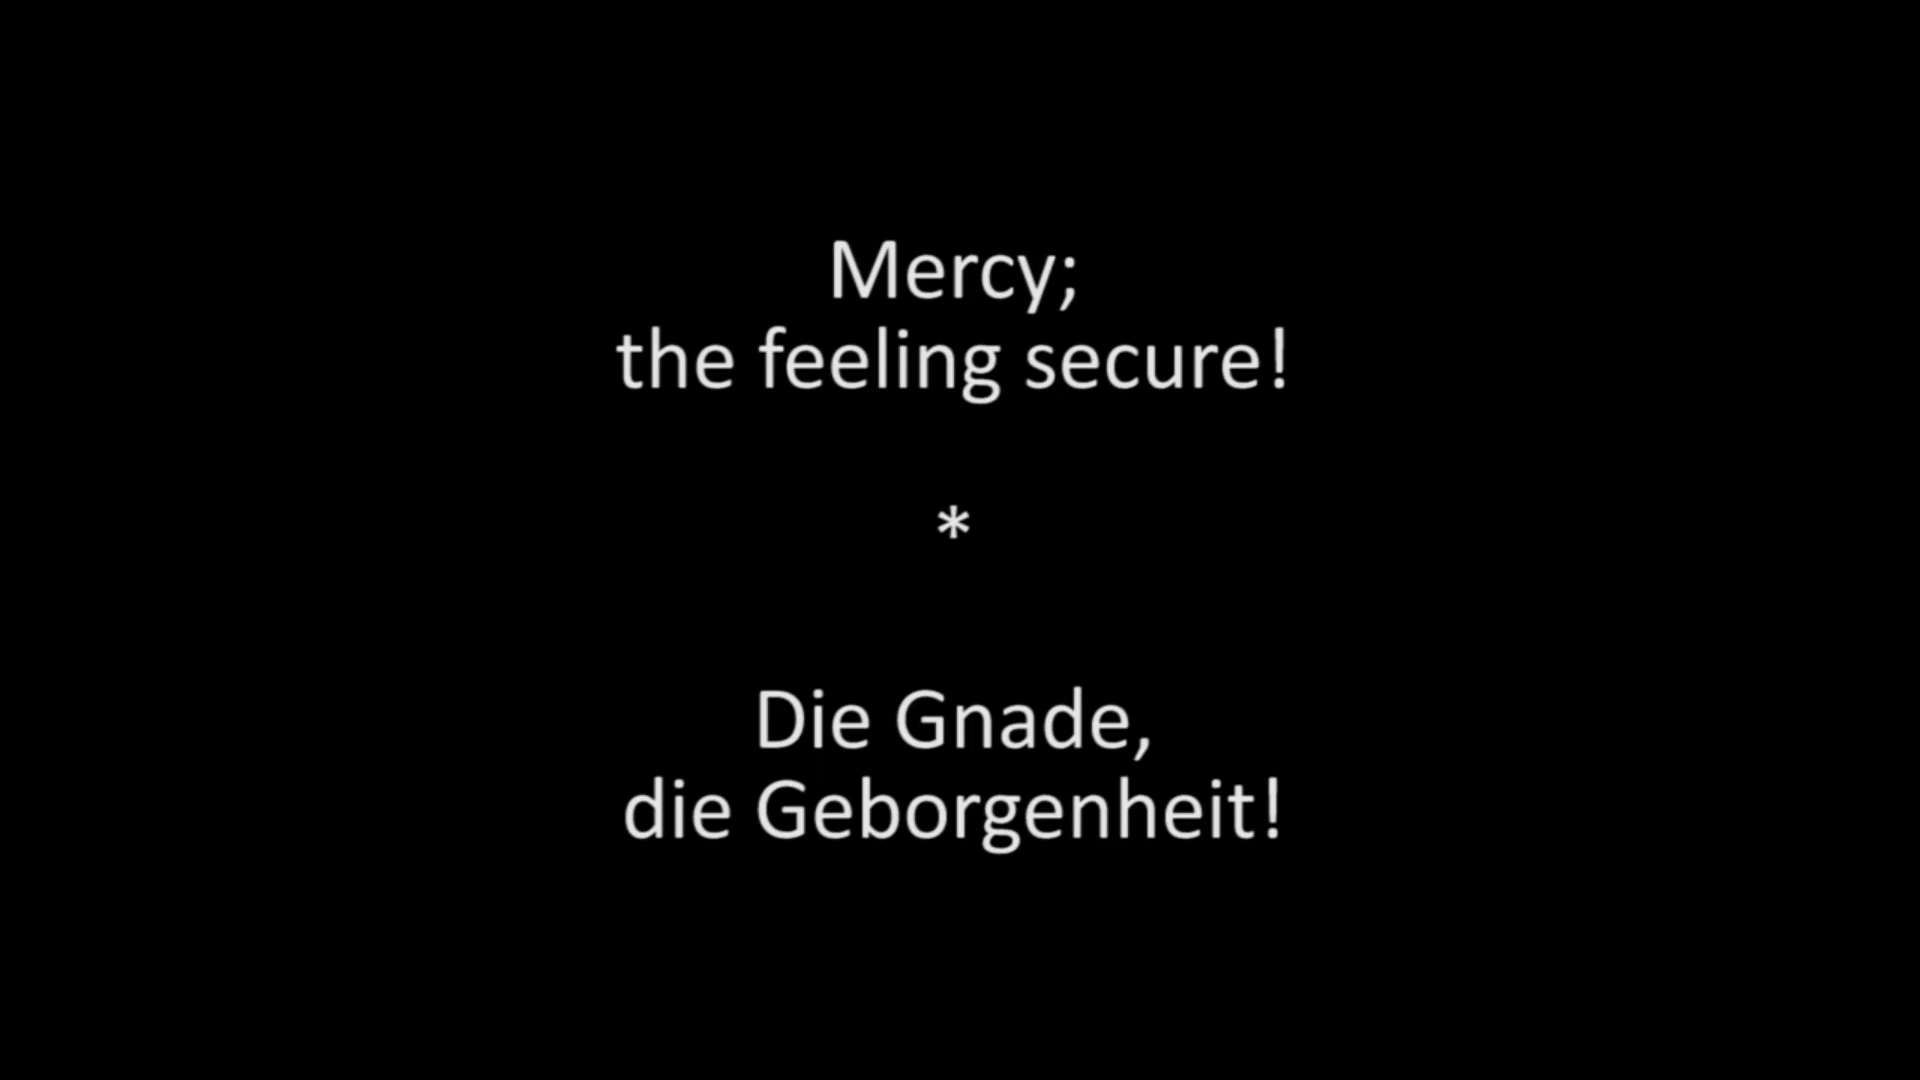 Mercy;
the feeling secure!
*
Die Gnade,
die Geborgenheit!